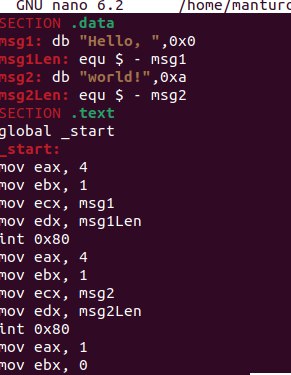 GNU nano 6.2 /home/manturo
SECTION .data
msg1: db "Hello, ",0x0
msg1Len: equ $ - msg1
msg2: db "world!",0xa
msg2Len: equ $ - msg2
SECTION .text
global _start
_start:
mov eax, 4
mov ebx, 1
mov ecx, msg1
mov edx, msg1Len
int 0x80
mov eax, 4
mov ebx, 1
mov ecx, msg2
mov edx, msg2Len
int 0x80
mov eax, 1
mov ebx, 0